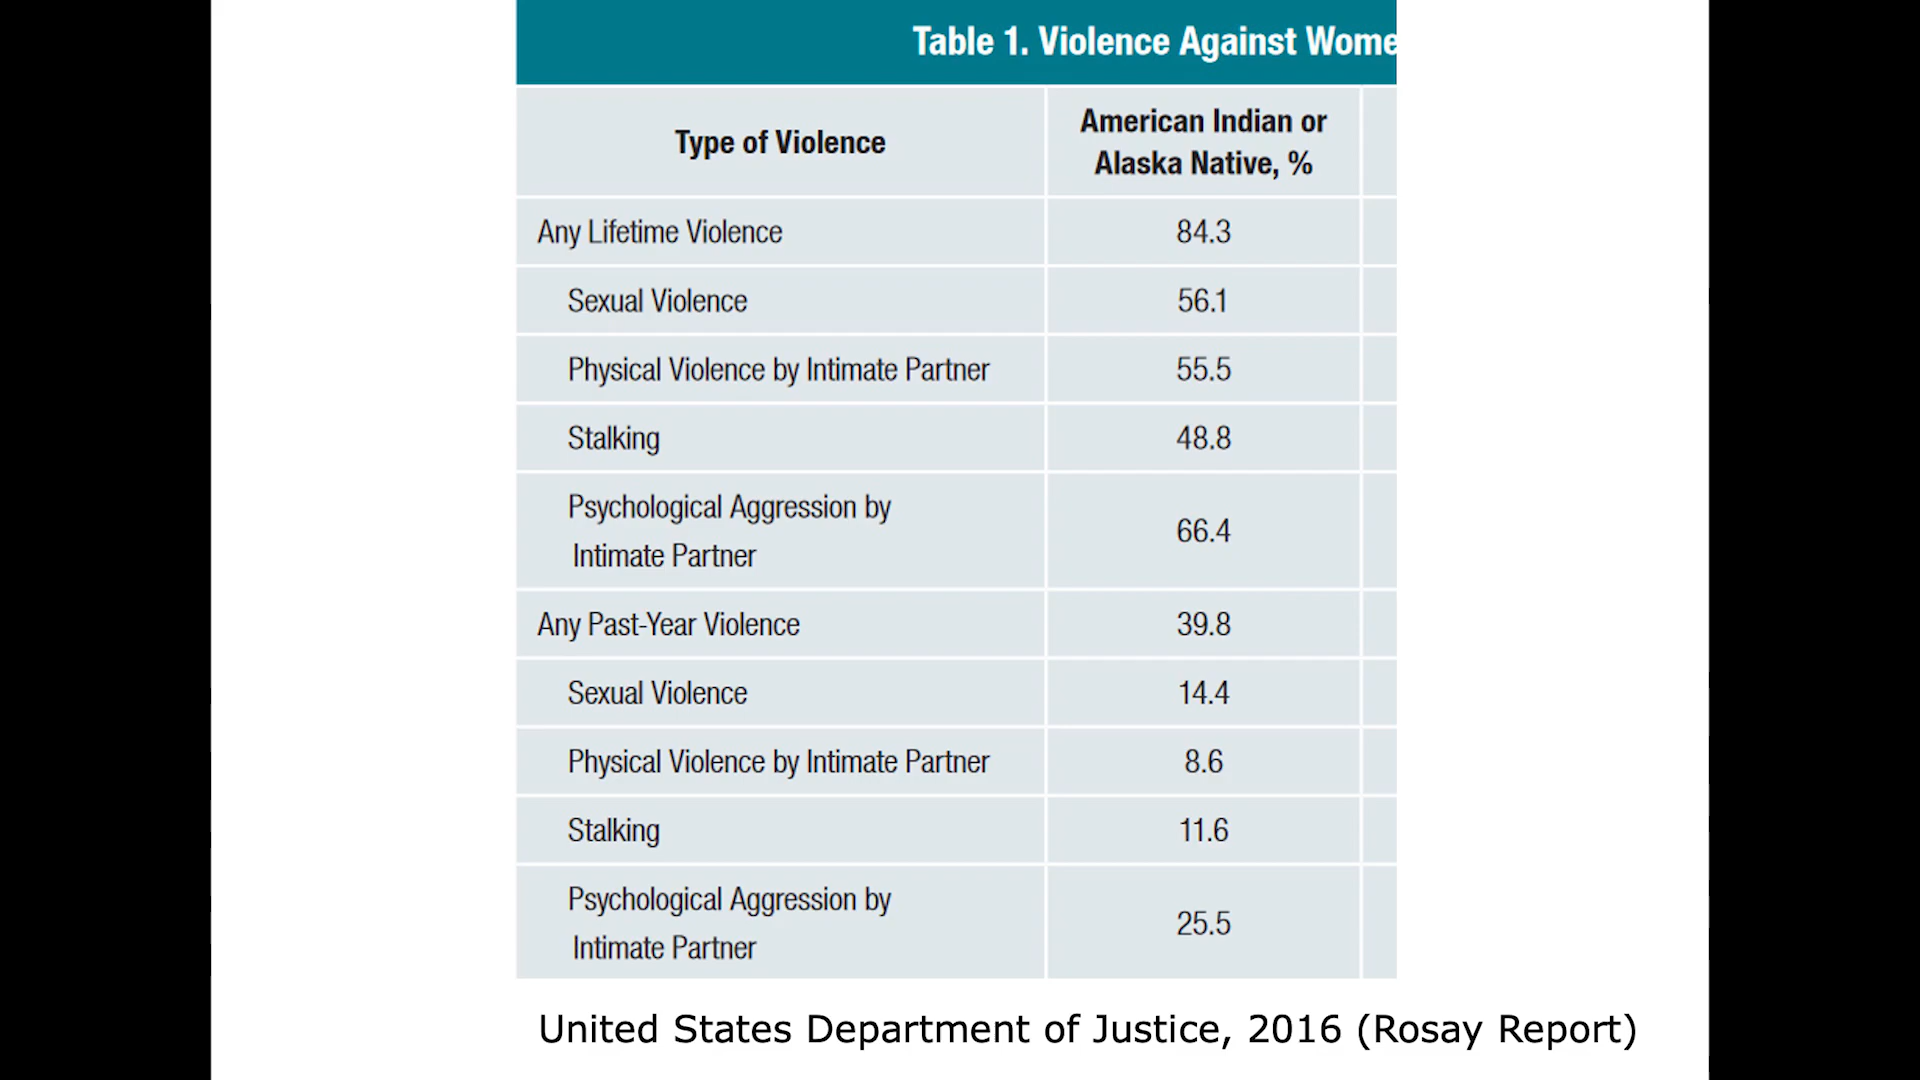 Table 1. Violence Against Wome
Type of Violence
American Indian or
Alaska Native, %
Any Lifetime Violence 84.3
Sexual Violence 56.1
Physical Violence by Intimate Partner 55.5
Stalking 48.8
Psychological Aggression by
Intimate Partner 66.4
Any Past-Year Violence 39.8
Sexual Violence 14.4
Physical Violence by Intimate Partner 8.6
Stalking 11.6
Psychological Aggression by
Intimate Partner 25.5
United States Department of Justice, 2016 (Rosay Report)